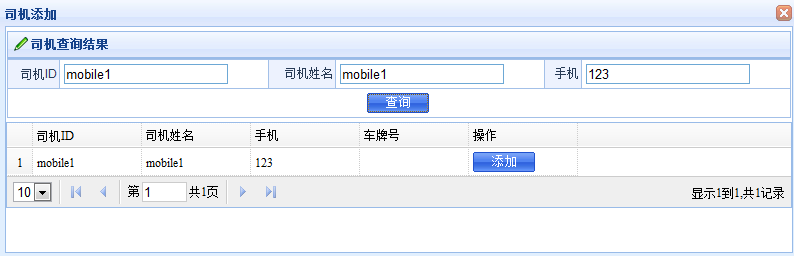 司机添加
司机查询结果
司机ID mobile1 司机姓名 mobile1 手机 123
查询
司机ID 司机姓名 手机 车牌号 操作
1 mobile1 mobile1 123 添加
10 第 1 共1页 显示1到1,共1记录